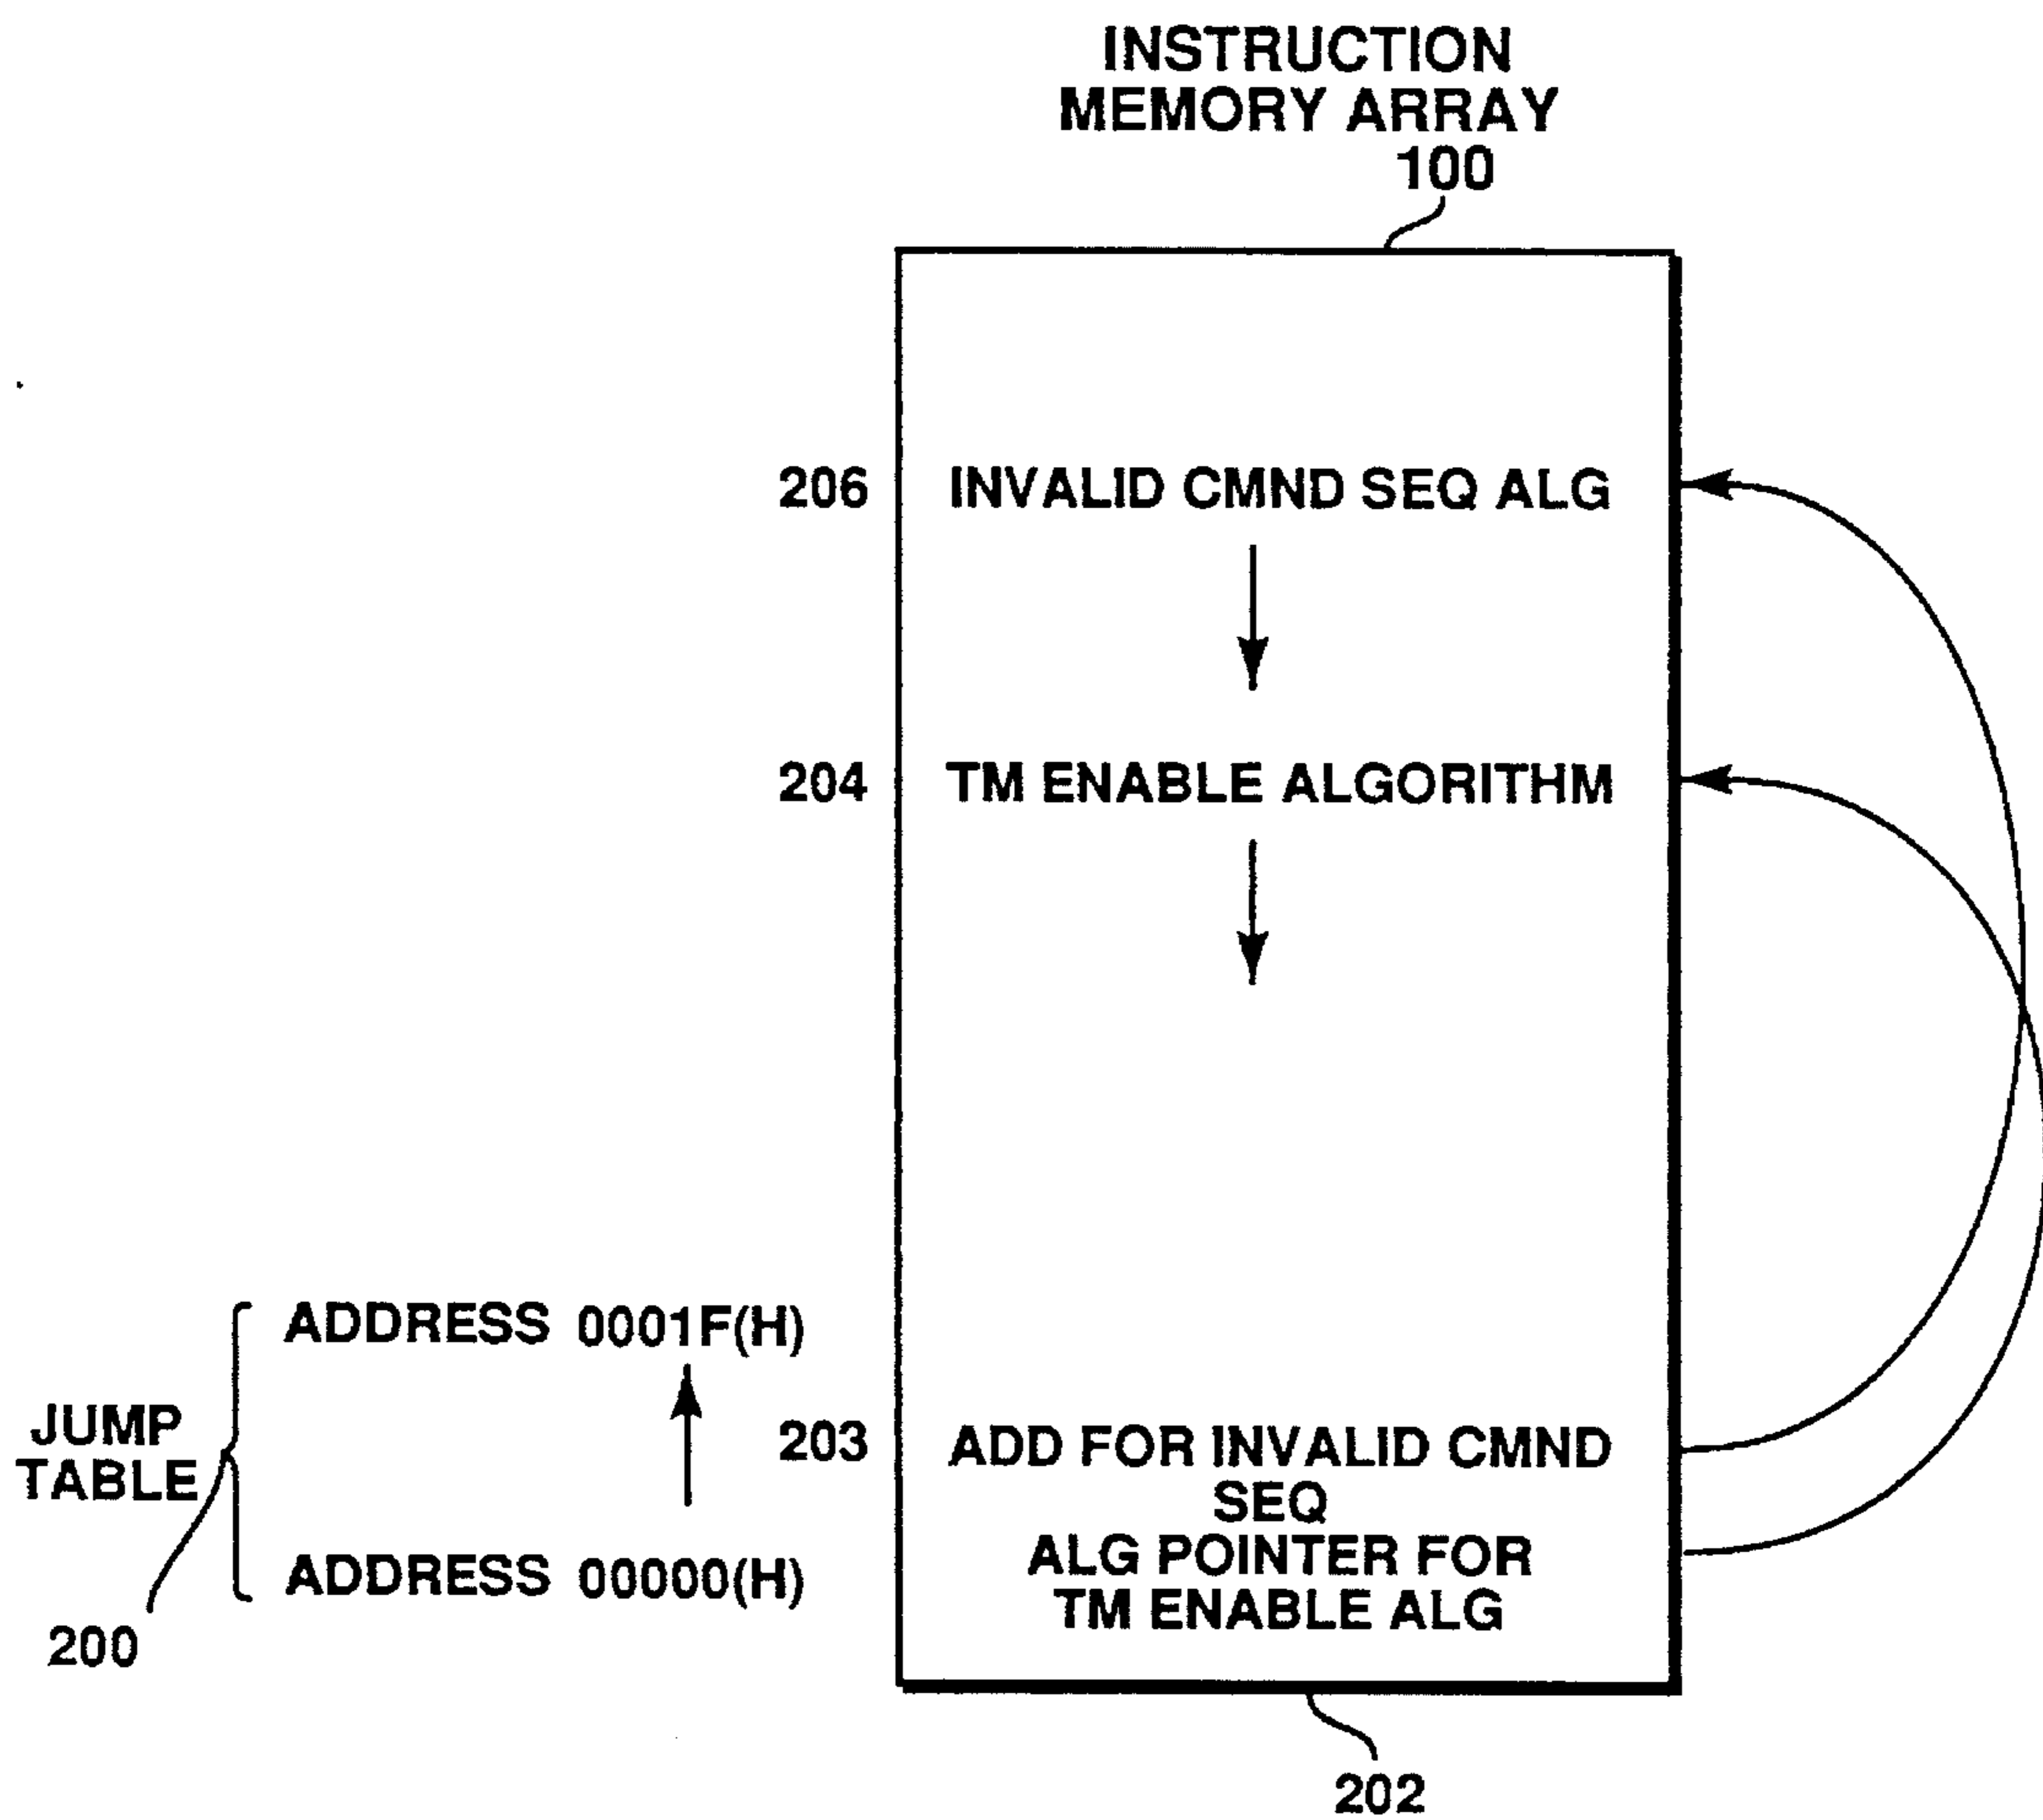 INSTRUCTION
MEMORY ARRAY
100
206
INVALID CMND SEQ ALG
204
TM ENABLE ALGORITHM
ADDRESS 0001F(H)
JUMP
TABLE
ADDRESS 00000(H)
200
203
ADD FOR INVALID CMND
SEQ
ALG POINTER FOR
TM ENABLE ALG
202